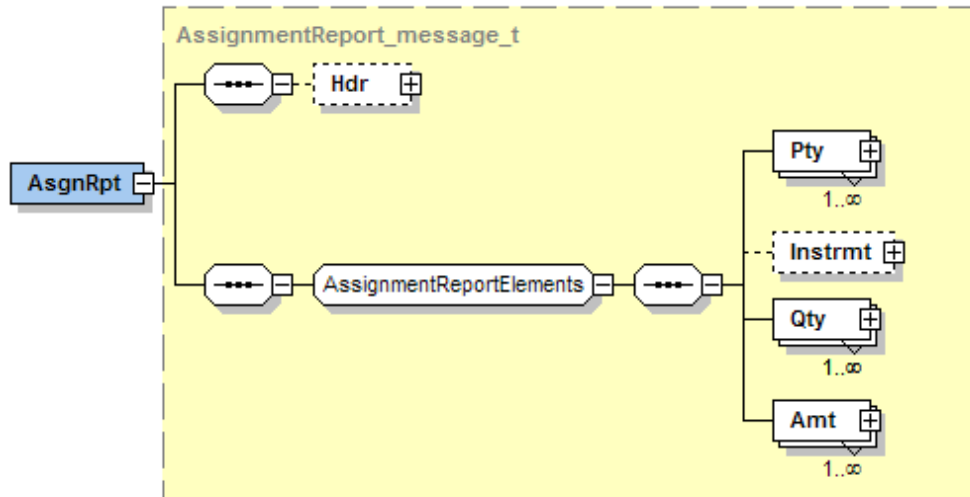 AssignmentReport_message_t
Hdr
AsgnRpt
Pty
1..∞
Instrmt
AssignmentReportElements
Qty
1..∞
Amt
1..∞